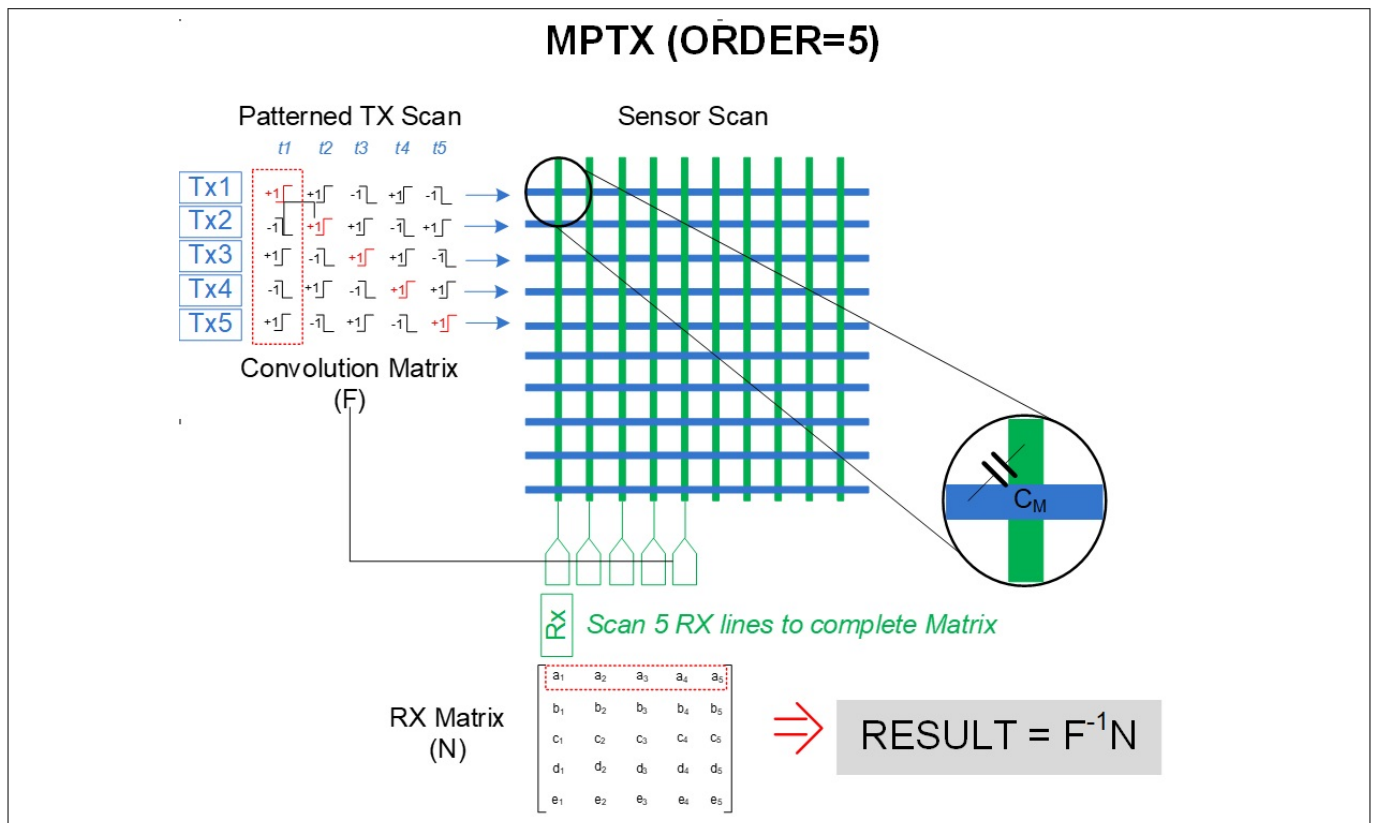 MPTX (ORDER=5)
Patterned TX Scan
Sensor Scan
t1 t2 t3 t4 t5
Tx1 +1 +1 -1 +1 -1
Tx2 -1 +1 +1 -1 +1
Tx3 +1 -1 +1 +1 -1
Tx4 -1 +1 -1 +1 +1
Tx5 +1 -1 +1 -1 +1
Convolution Matrix
(F)
CM
Rx
Scan 5 RX lines to complete Matrix
RX Matrix
(N)
a1 a2 a3 a4 a5
b1 b2 b3 b4 b5
c1 c2 c3 c4 c5
d1 d2 d3 d4 d5
e1 e2 e3 e4 e5
RESULT = F⁻¹N